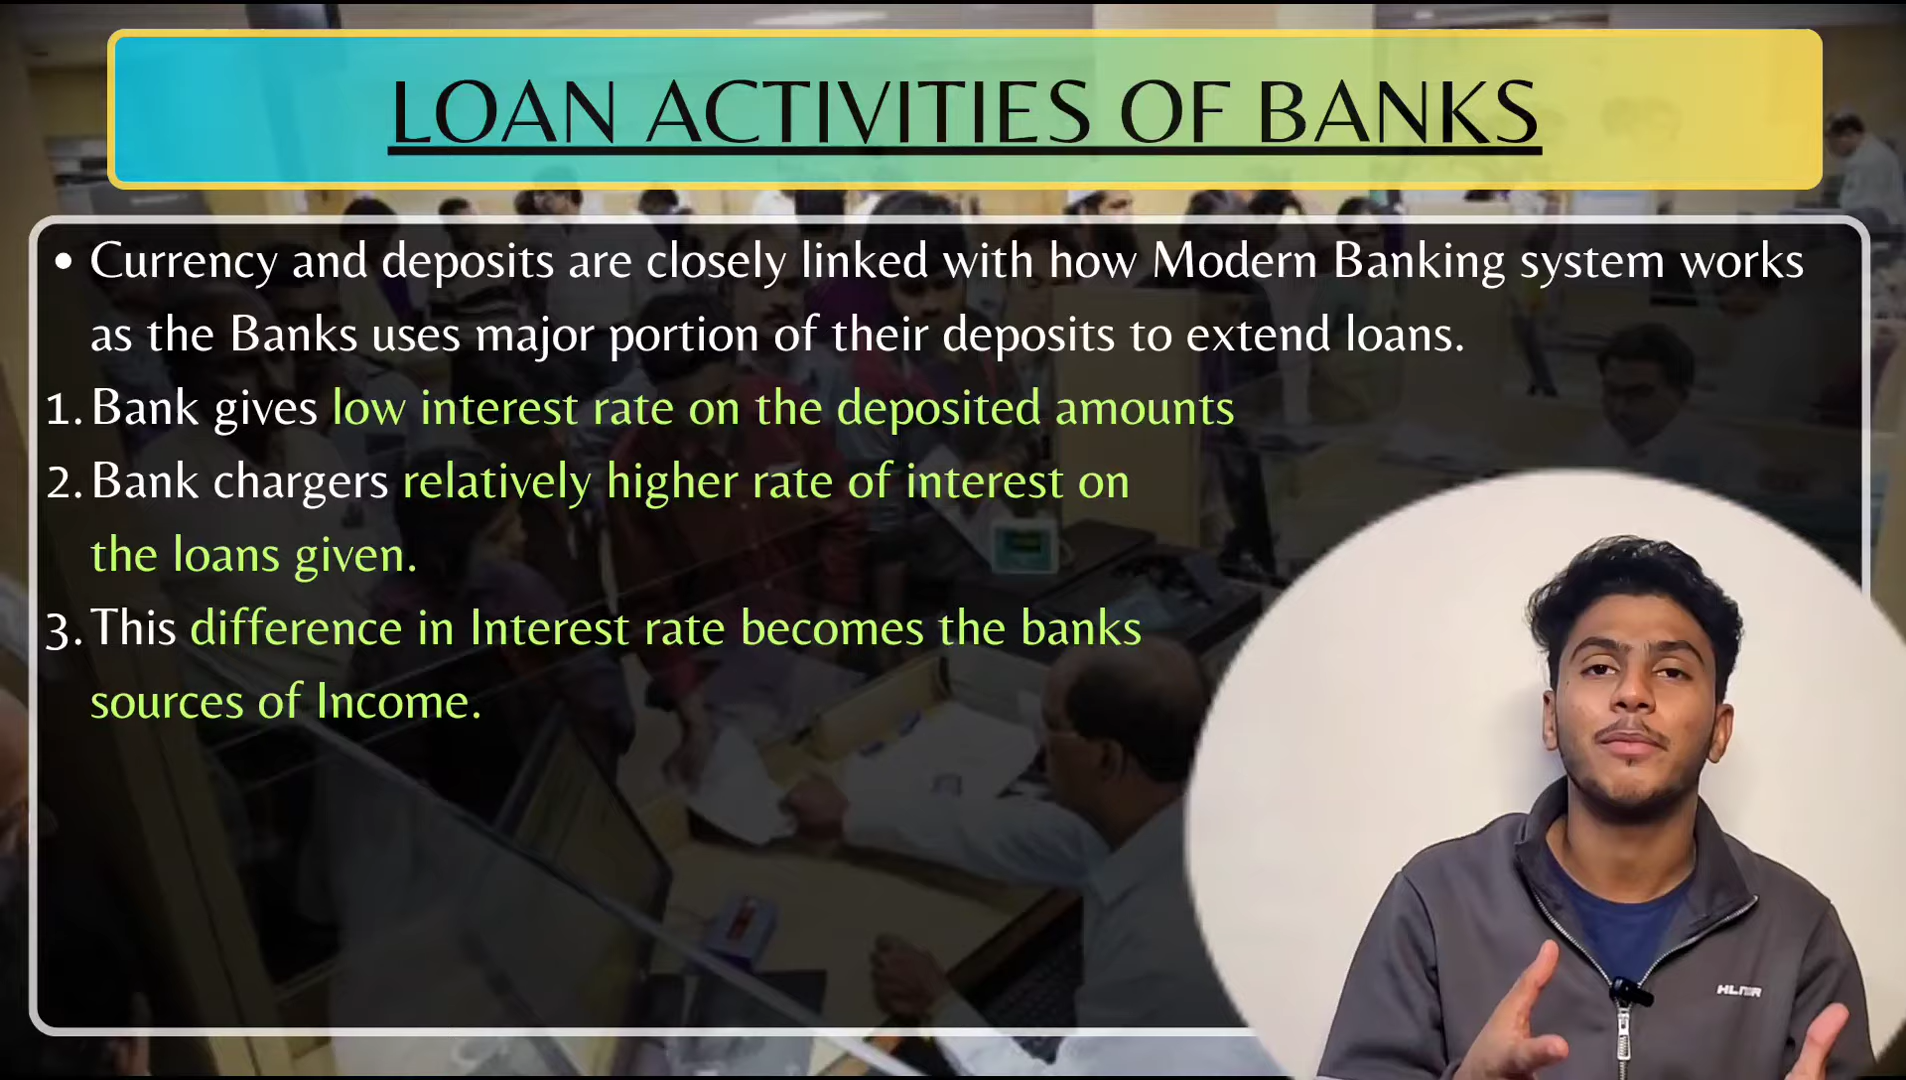 LOAN ACTIVITIES OF BANKS
• Currency and deposits are closely linked with how Modern Banking system works
as the Banks uses major portion of their deposits to extend loans.
1. Bank gives low interest rate on the deposited amounts
2. Bank chargers relatively higher rate of interest on
the loans given.
3. This difference in Interest rate becomes the banks
sources of Income.